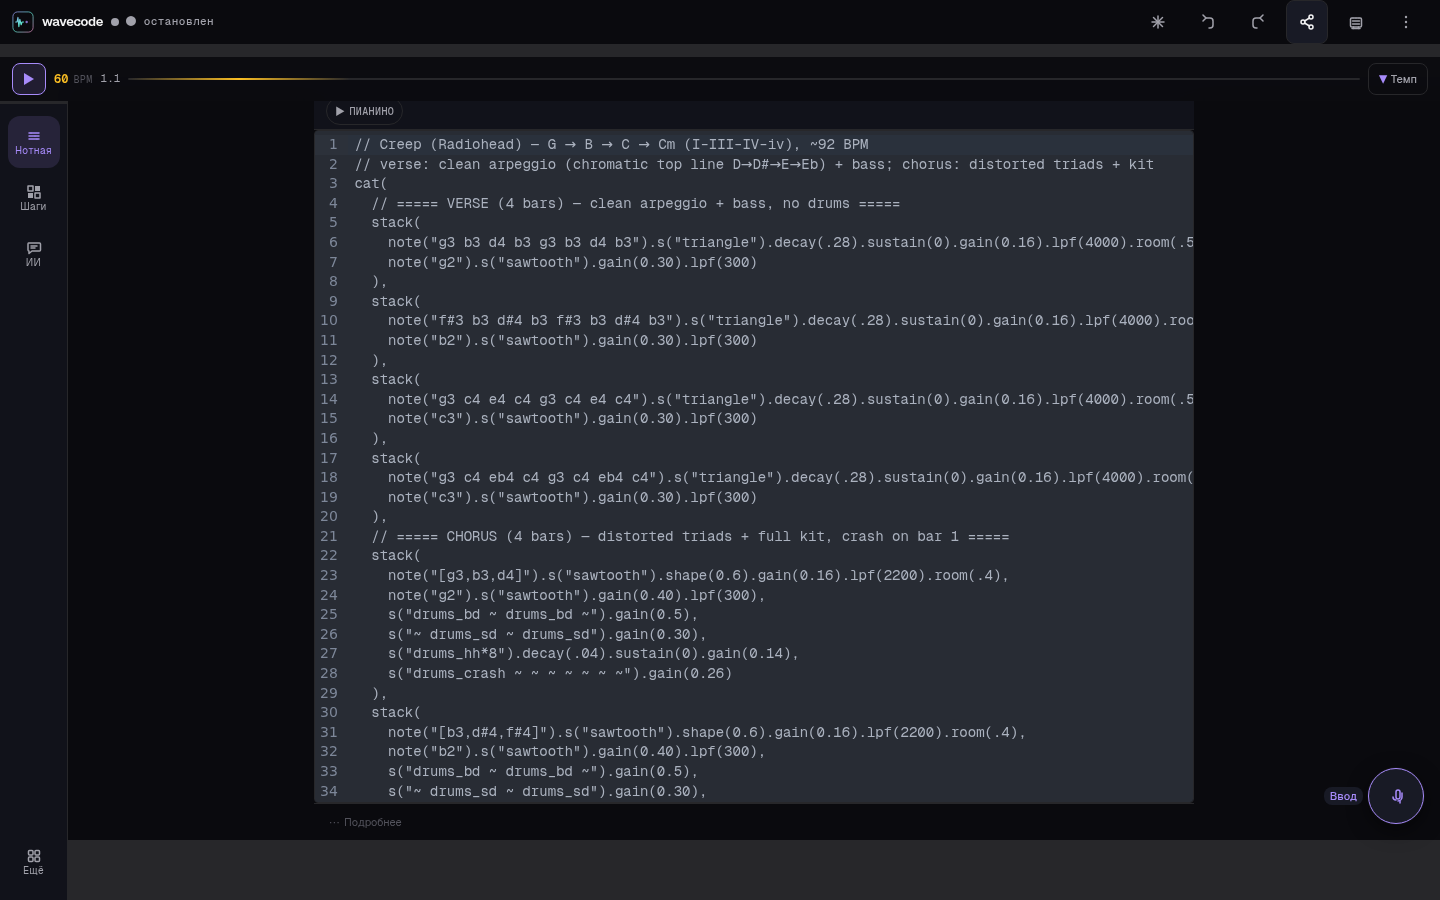 wavecode остановлен
60 BPM 1.1
Темп
ПИАНИНО
Нотная
Шаги
ИИ
Ещё
1 // Creep (Radiohead) — G → B → C → Cm (I-III-IV-iv), ~92 BPM
2 // verse: clean arpeggio (chromatic top line D→D#→E→Eb) + bass; chorus: distorted triads + kit
3 cat(
4 // ===== VERSE (4 bars) — clean arpeggio + bass, no drums =====
5 stack(
6 note("g3 b3 d4 b3 g3 b3 d4 b3").s("triangle").decay(.28).sustain(0).gain(0.16).lpf(4000).room(.5
7 note("g2").s("sawtooth").gain(0.30).lpf(300)
8 ),
9 stack(
10 note("f#3 b3 d#4 b3 f#3 b3 d#4 b3").s("triangle").decay(.28).sustain(0).gain(0.16).lpf(4000).roo
11 note("b2").s("sawtooth").gain(0.30).lpf(300)
12 ),
13 stack(
14 note("g3 c4 e4 c4 g3 c4 e4 c4").s("triangle").decay(.28).sustain(0).gain(0.16).lpf(4000).room(.5
15 note("c3").s("sawtooth").gain(0.30).lpf(300)
16 ),
17 stack(
18 note("g3 c4 eb4 c4 g3 c4 eb4 c4").s("triangle").decay(.28).sustain(0).gain(0.16).lpf(4000).room(
19 note("c3").s("sawtooth").gain(0.30).lpf(300)
20 ),
21 // ===== CHORUS (4 bars) — distorted triads + full kit, crash on bar 1 =====
22 stack(
23 note("[g3,b3,d4]").s("sawtooth").shape(0.6).gain(0.16).lpf(2200).room(.4),
24 note("g2").s("sawtooth").gain(0.40).lpf(300),
25 s("drums_bd ~ drums_bd ~").gain(0.5),
26 s("~ drums_sd ~ drums_sd").gain(0.30),
27 s("drums_hh*8").decay(.04).sustain(0).gain(0.14),
28 s("drums_crash ~ ~ ~ ~ ~ ~ ~").gain(0.26)
29 ),
30 stack(
31 note("[b3,d#4,f#4]").s("sawtooth").shape(0.6).gain(0.16).lpf(2200).room(.4),
32 note("b2").s("sawtooth").gain(0.40).lpf(300),
33 s("drums_bd ~ drums_bd ~").gain(0.5),
34 s("~ drums_sd ~ drums_sd").gain(0.30),
Ввод
··· Подробнее